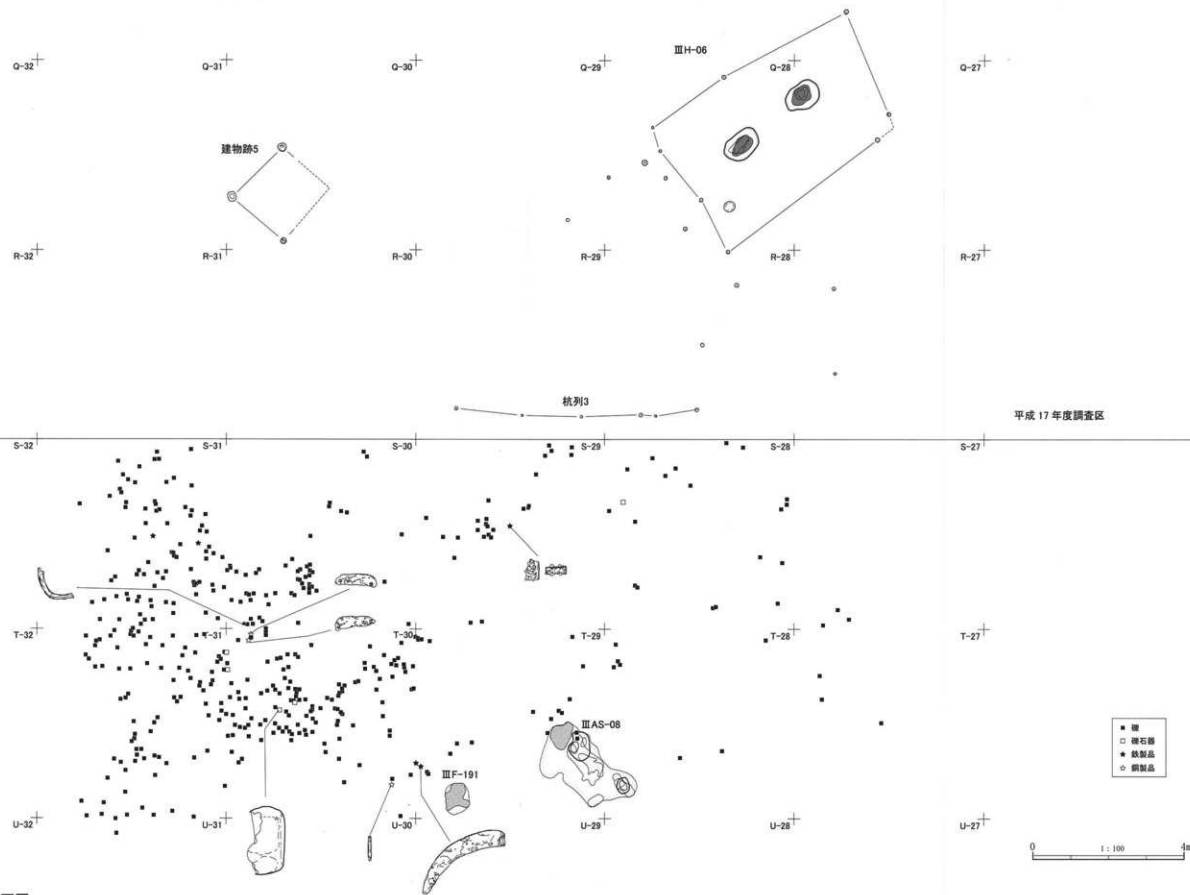 ⅢH-06
Q-32
Q-31
Q-30
Q-29
Q-28
Q-27
建物跡5
R-32
R-31
R-30
R-29
R-28
R-27
杭列3
平成 17 年度調査区
S-32
S-31
S-30
S-29
S-28
S-27
T-32
T-31
T-30
T-29
T-28
T-27
ⅢAS-08
■ 礫
□ 礫石器
★ 鉄製品
☆ 銅製品
ⅢF-191
U-32
U-31
U-30
U-29
U-28
U-27
0 1 : 100 4m